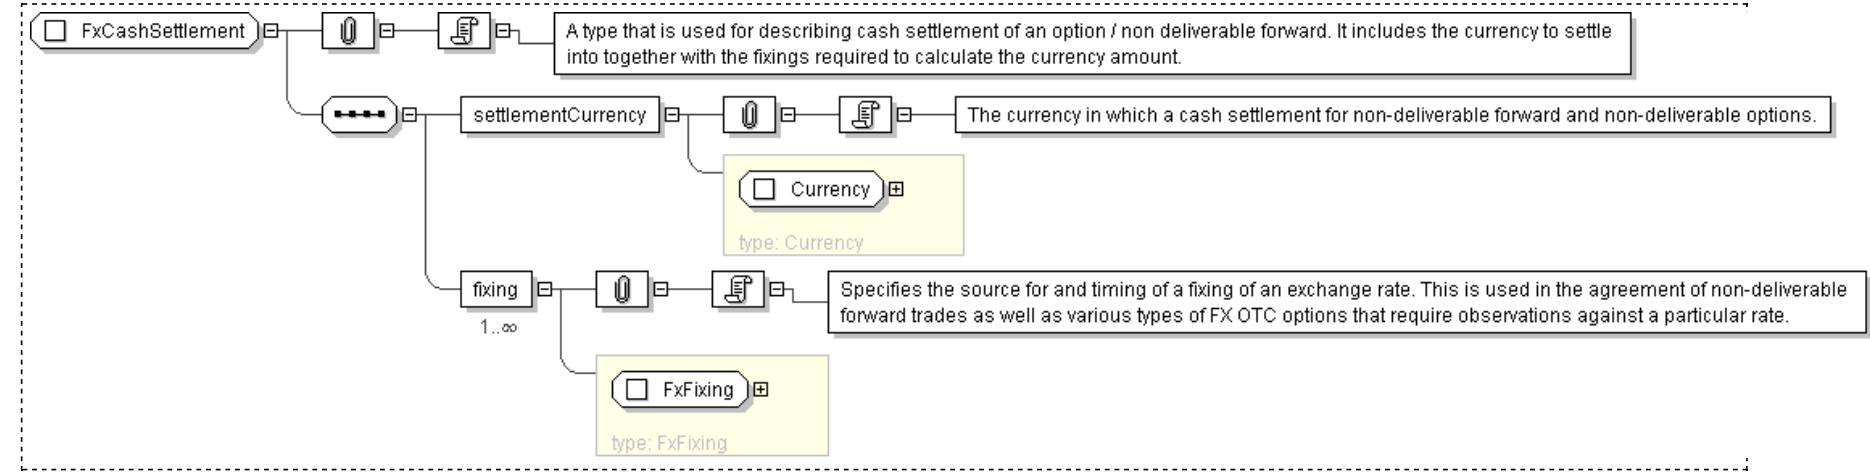 FxCashSettlement
A type that is used for describing cash settlement of an option / non deliverable forward. It includes the currency to settle
into together with the fixings required to calculate the currency amount.
settlementCurrency
The currency in which a cash settlement for non-deliverable forward and non-deliverable options.
Currency
type: Currency
fixing
1..∞
Specifies the source for and timing of a fixing of an exchange rate. This is used in the agreement of non-deliverable
forward trades as well as various types of FX OTC options that require observations against a particular rate.
FxFixing
type: FxFixing